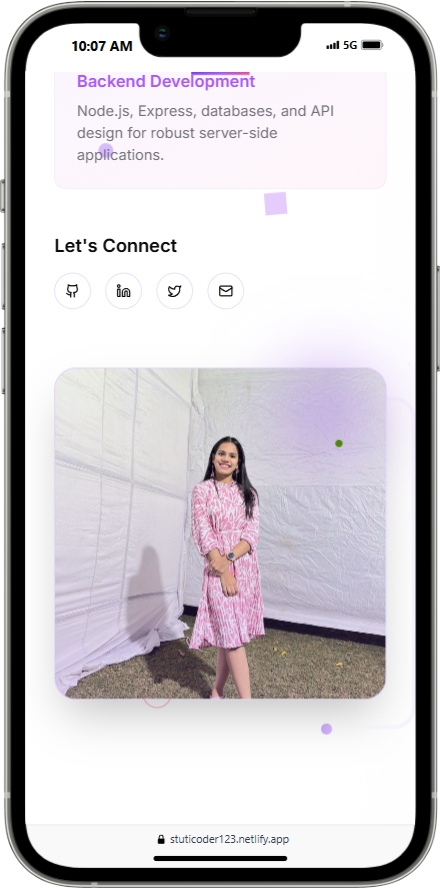 10:07 AM
5G
Backend Development
Node.js, Express, databases, and API
design for robust server-side
applications.
Let's Connect
stuticoder123.netlify.app